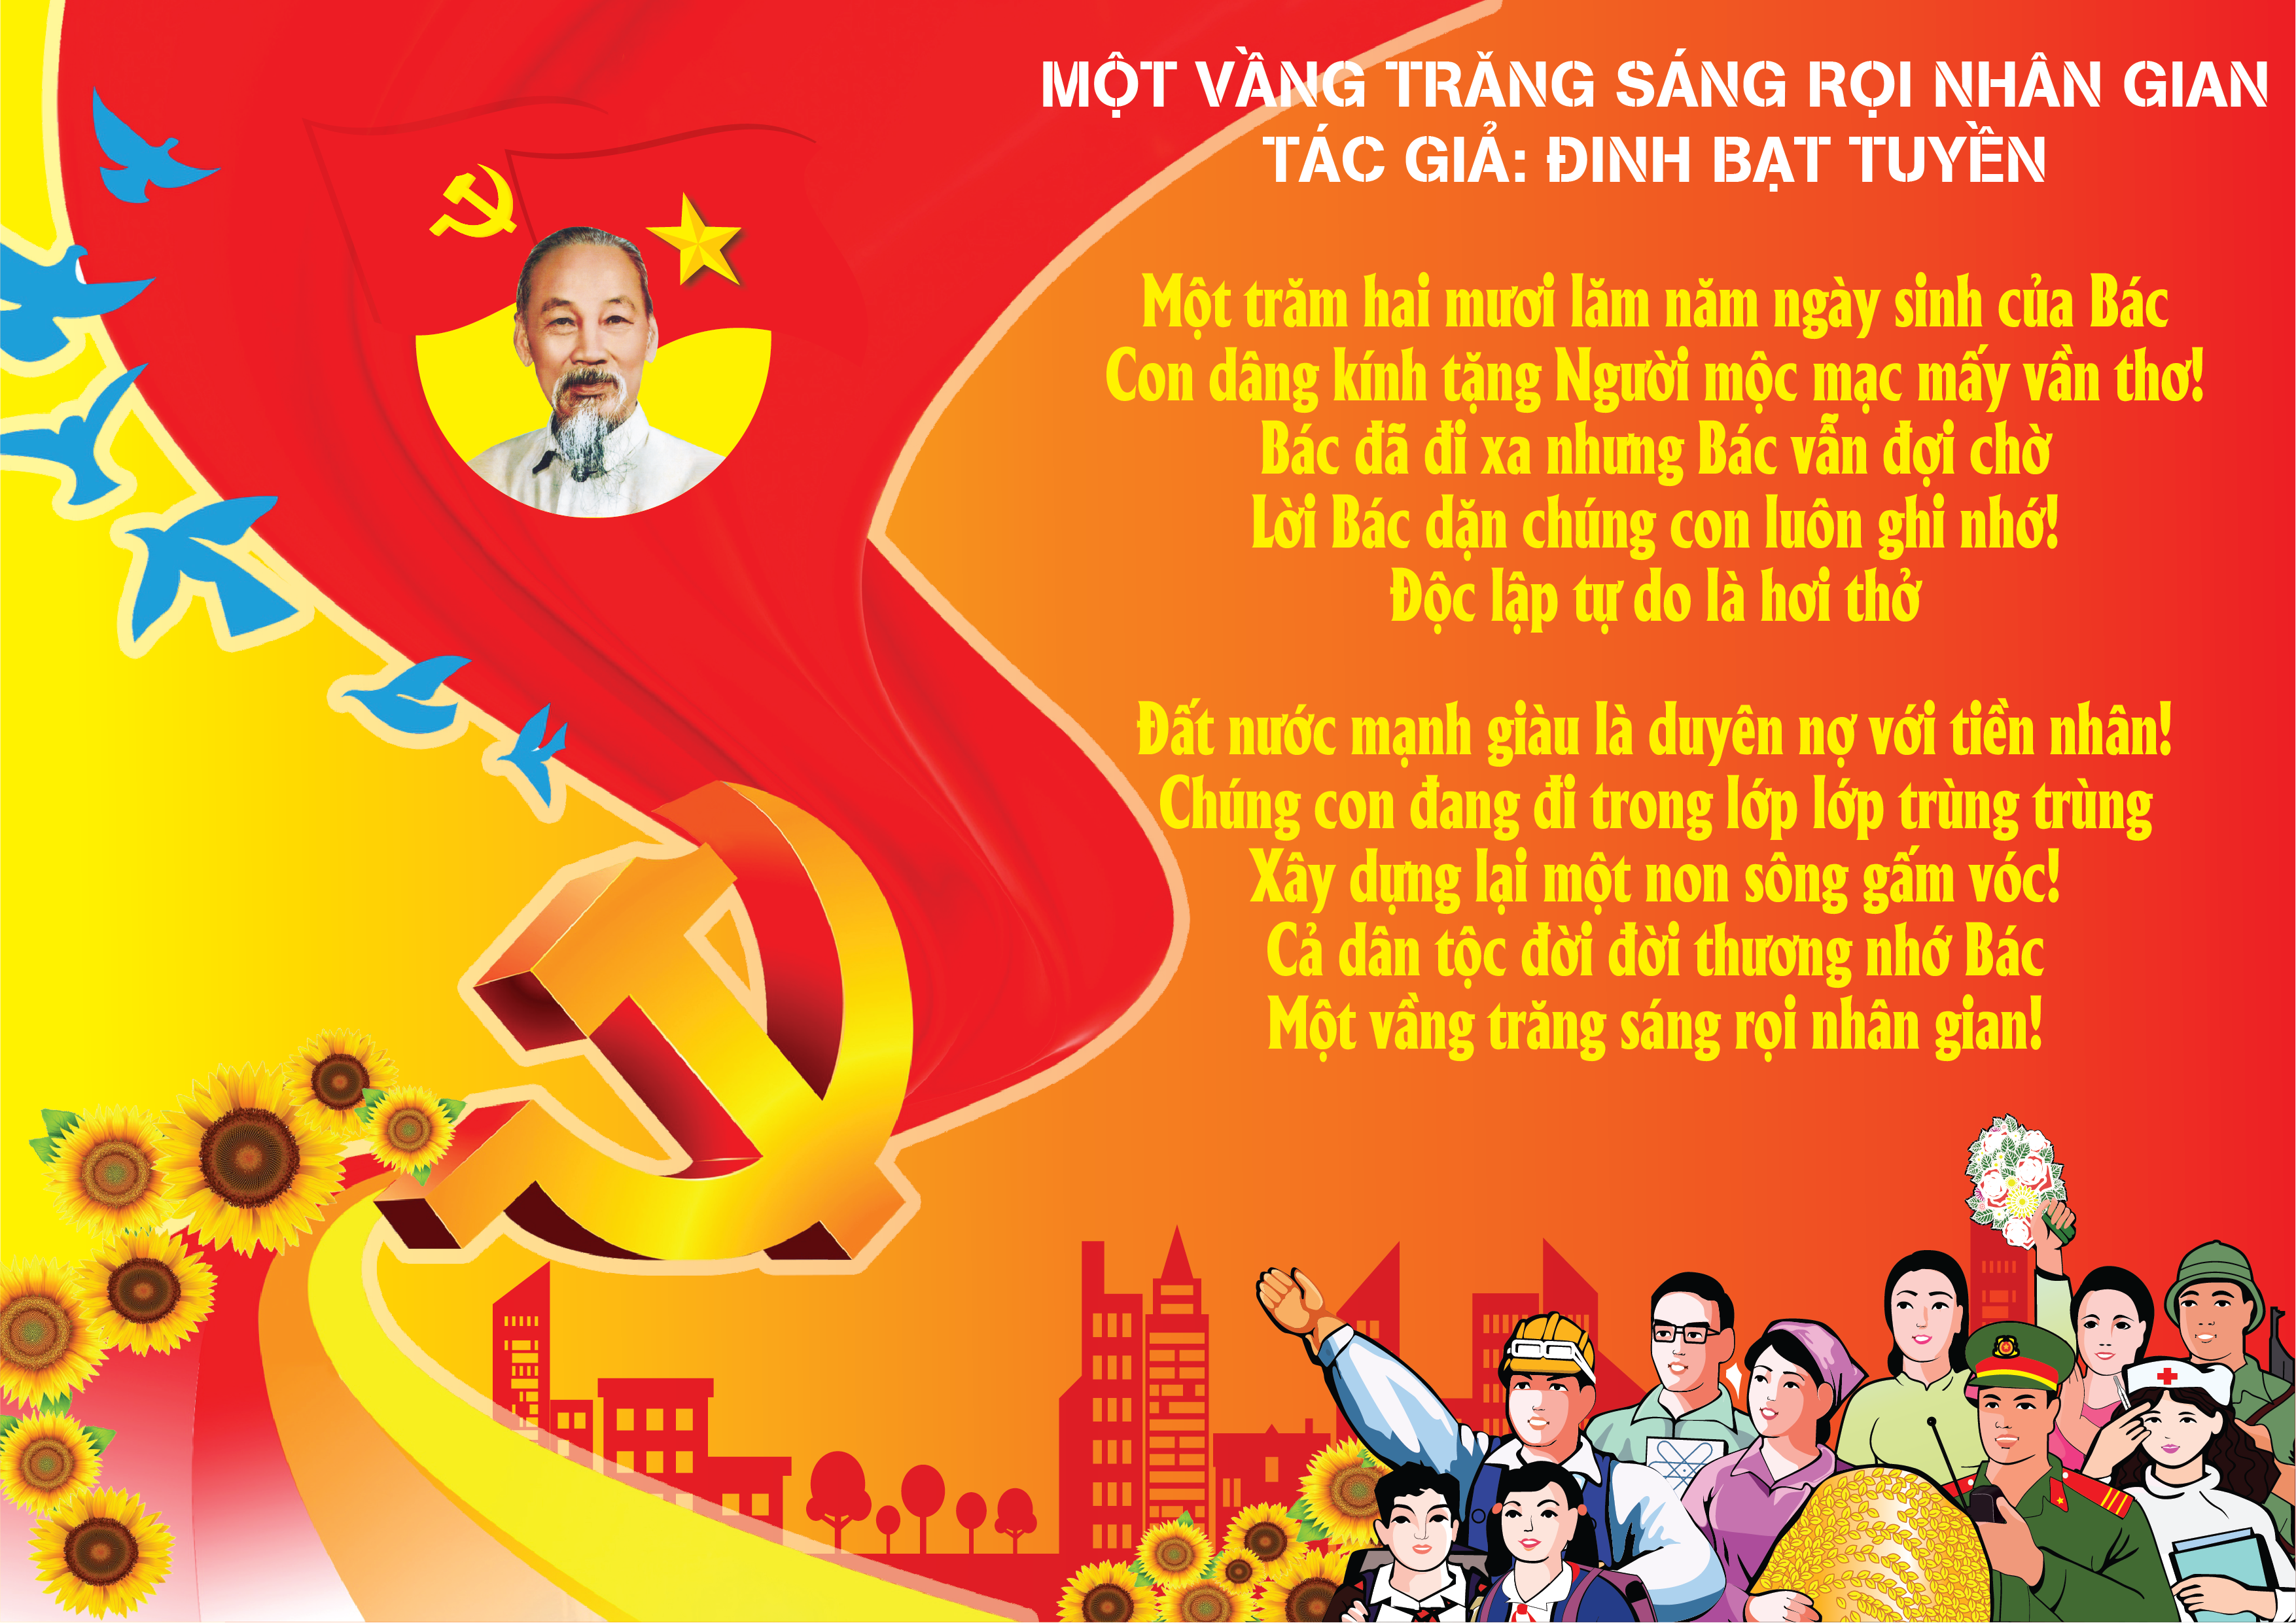 MỘT VẦNG TRĂNG SÁNG RỌI NHÂN GIAN
TÁC GIẢ: ĐINH BẠT TUYỀN
Một trăm hai mươi lăm năm ngày sinh của Bác
Con dâng kính tặng Người mộc mạc mấy vần thơ!
Bác đã đi xa nhưng Bác vẫn đợi chờ
Lời Bác dặn chúng con luôn ghi nhớ!
Độc lập tự do là hơi thở
Đất nước mạnh giàu là duyên nợ với tiền nhân!
Chúng con đang đi trong lớp lớp trùng trùng
Xây dựng lại một non sông gấm vóc!
Cả dân tộc đời đời thương nhớ Bác
Một vầng trăng sáng rọi nhân gian!